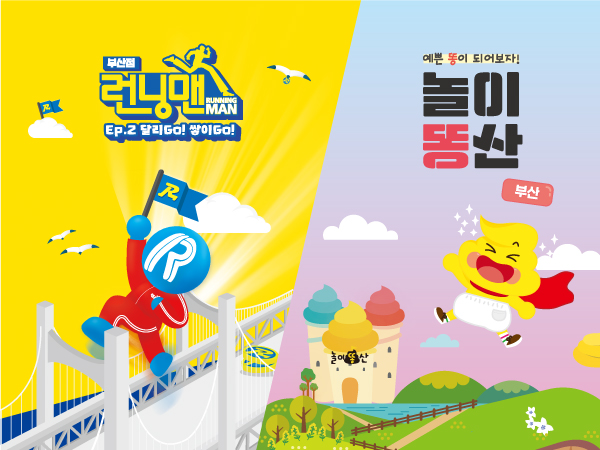 부산점
런닝맨
RUNNING
MAN
Ep.2 달리Go! 쌓이Go!
R
R
예쁜 똥이 되어보자!
놀이
똥산
부산
놀이똥산